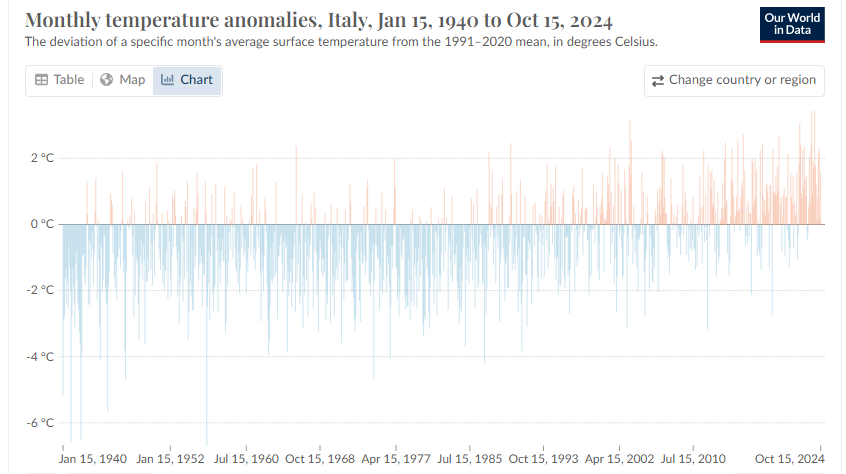 Monthly temperature anomalies, Italy, Jan 15, 1940 to Oct 15, 2024
The deviation of a specific month's average surface temperature from the 1991–2020 mean, in degrees Celsius.
Our World
in Data
Table Map Chart
Change country or region
2 °C
0 °C
-2 °C
-4 °C
-6 °C
Jan 15, 1940 Jan 15, 1952 Jul 15, 1960 Oct 15, 1968 Apr 15, 1977 Jul 15, 1985 Oct 15, 1993 Apr 15, 2002 Jul 15, 2010 Oct 15, 2024